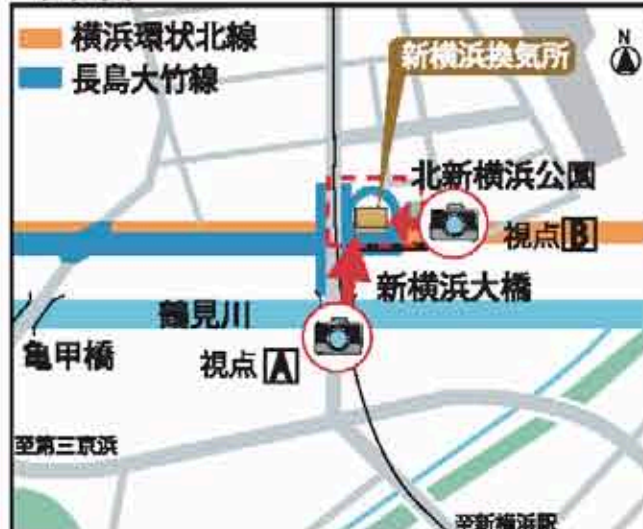 横浜環状北線
長島大竹線
新横浜換気所
N
北新横浜公園
視点B
新横浜大橋
鶴見川
亀甲橋
視点A
至第三京浜
至新横浜駅